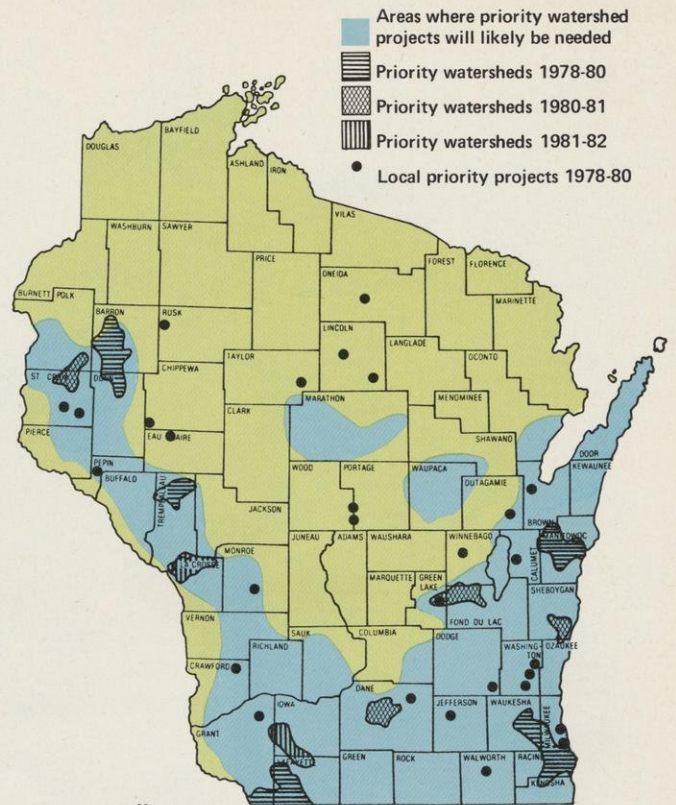 Areas where priority watershed
projects will likely be needed
Priority watersheds 1978-80
Priority watersheds 1980-81
Priority watersheds 1981-82
Local priority projects 1978-80
DOUGLAS
BAYFIELD
ASHLAND
IRON
VILAS
WASHBURN
SAWYER
PRICE
ONEIDA
FOREST
FLORENCE
MARINETTE
BURNETT
POLK
BARRON
RUSK
LINCOLN
LANGLADE
OCONTO
CHIPPEWA
TAYLOR
MARATHON
MENOMINEE
CLARK
SHAWANO
PIERCE
DOOR
KEWAUNEE
PEPIN
BUFFALO
TREMPEALEAU
JACKSON
WOOD
PORTAGE
WAUPACA
OUTAGAMIE
BROWN
MONROE
JUNEAU
ADAMS
WAUSHARA
WINNEBAGO
CALUMET
MARQUETTE
GREEN
LAKE
SHEBOYGAN
VERNON
FOND DU LAC
SAUK
COLUMBIA
DODGE
WASHING-
TON
OZAUKEE
RICHLAND
CRAWFORD
DANE
IOWA
JEFFERSON
WAUKESHA
MILWAUKEE
GRANT
GREEN
ROCK
WALWORTH
RACINE
KENOSHA